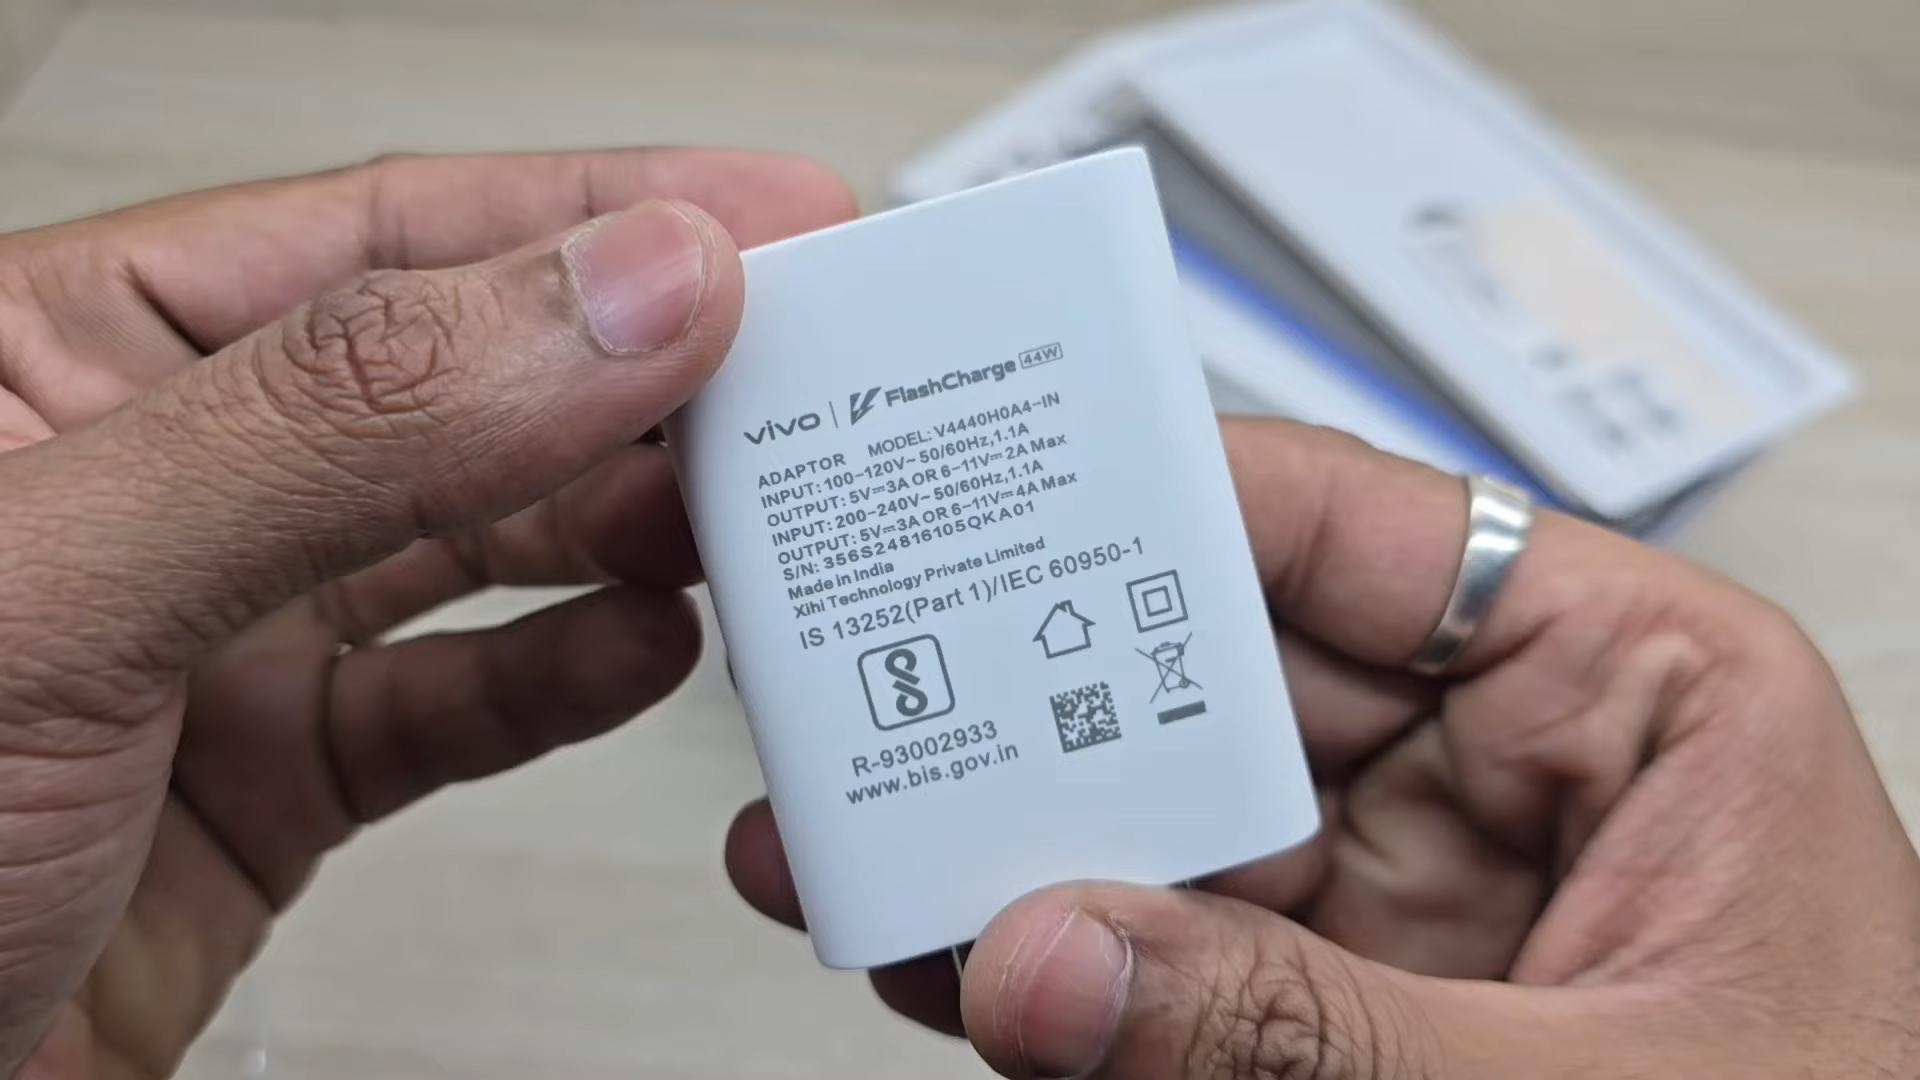 vivo | FlashCharge 44W
ADAPTOR MODEL: V4440H0A4-IN
INPUT: 100-120V~50/60Hz,1.1A
OUTPUT: 5V⎓3A OR 6-11V⎓2A Max
INPUT: 200-240V~50/60Hz,1.1A
OUTPUT: 5V⎓3A OR 6-11V⎓4A Max
S/N: 356S24816105QKA01
Made in India
Xihi Technology Private Limited
IS 13252(Part 1)/IEC 60950-1
R-93002933
www.bis.gov.in